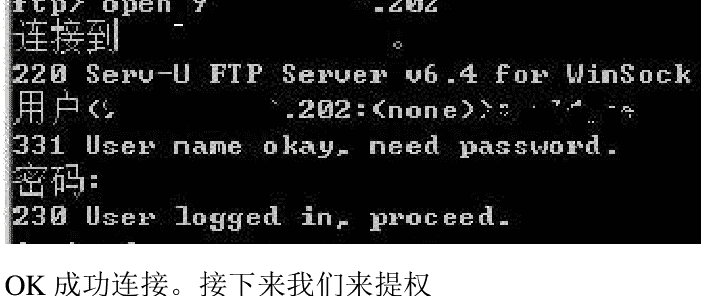 ftp> open 9 .202
连接到 。
220 Serv-U FTP Server v6.4 for WinSock
用户( .202:(none)):
331 User name okay, need password.
密码:
230 User logged in, proceed.
OK 成功连接。接下来我们来提权